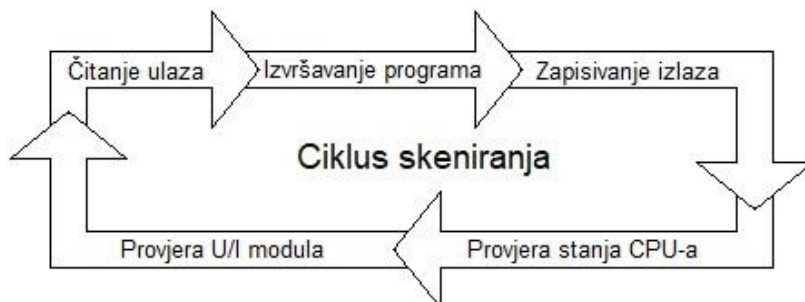 Čitanje ulaza
Izvršavanje programa
Zapisivanje izlaza
Ciklus skeniranja
Provjera U/I modula
Provjera stanja CPU-a